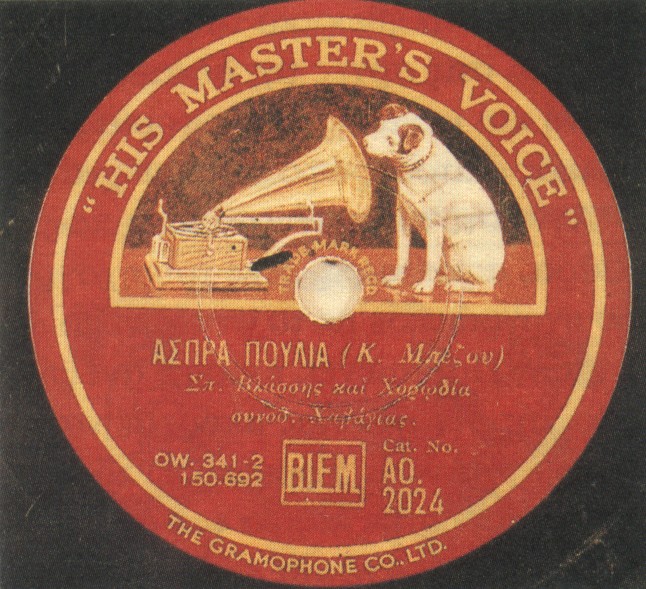 "HIS MASTER'S VOICE"
TRADE-MARK REGD
ΑΣΠΡΑ ΠΟΥΛΙΑ (Κ. Μπέζου)
Σπ. Βλάσσης καὶ Χορῳδία
συνοδ. Χαβάγιας.
OW. 341-2
150.692
B.I.E.M.
Cat. No.
AO.
2024
THE GRAMOPHONE CO., LTD.